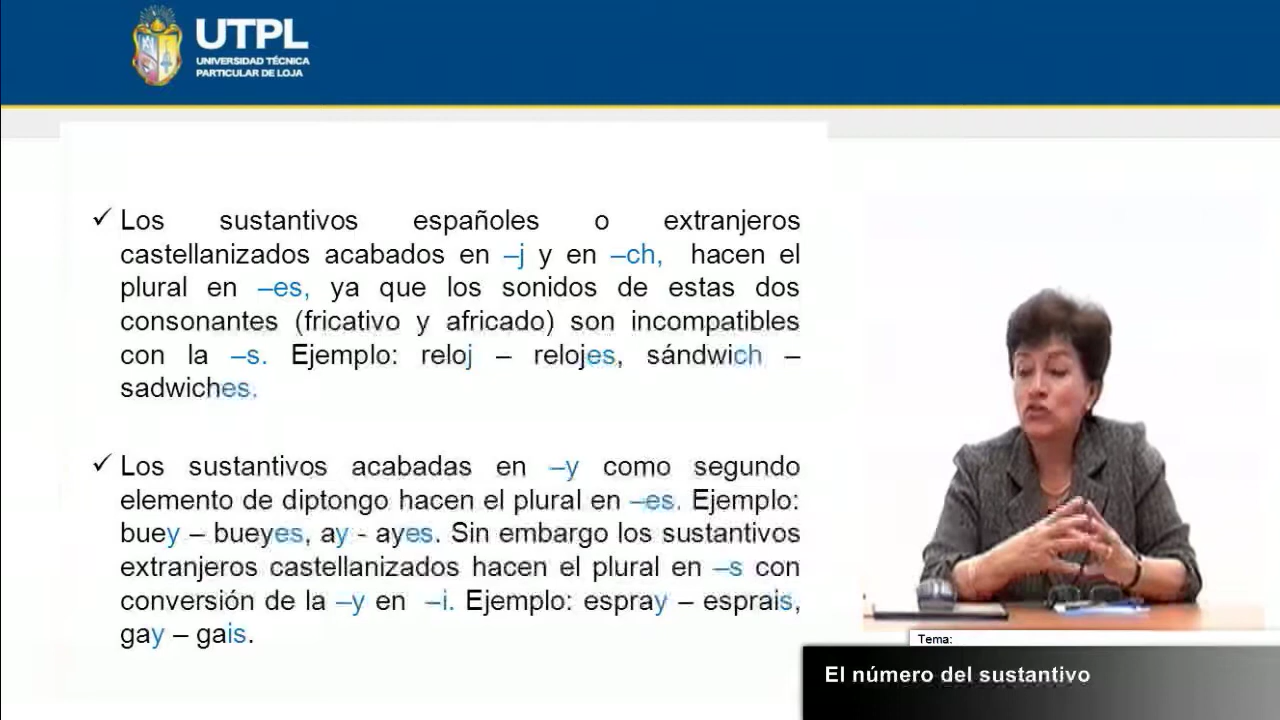 UTPL
UNIVERSIDAD TÉCNICA
PARTICULAR DE LOJA
✓ Los sustantivos españoles o extranjeros
castellanizados acabados en –j y en –ch, hacen el
plural en –es, ya que los sonidos de estas dos
consonantes (fricativo y africado) son incompatibles
con la –s. Ejemplo: reloj – relojes, sándwich –
sadwiches.
✓ Los sustantivos acabadas en –y como segundo
elemento de diptongo hacen el plural en –es. Ejemplo:
buey – bueyes, ay - ayes. Sin embargo los sustantivos
extranjeros castellanizados hacen el plural en –s con
conversión de la –y en –i. Ejemplo: espray – esprais,
gay – gais.
Tema:
El número del sustantivo